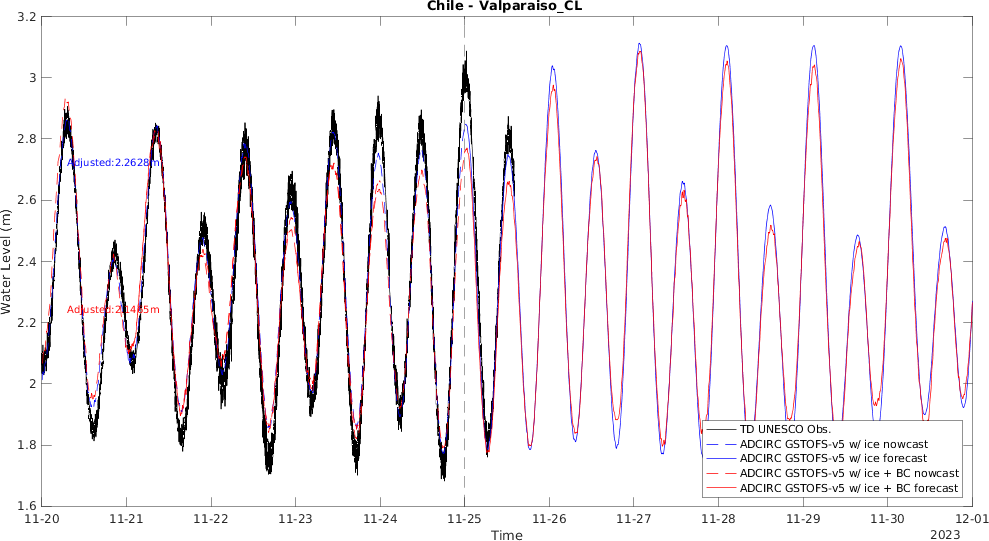 Chile - Valparaiso_CL
3.2
3
2.8
2.6
2.4
2.2
2
1.8
1.6
Water Level (m)
Adjusted:2.2628m
TD UNESCO Obs.
ADCIRC GSTOFS-v5 w/ ice nowcast
ADCIRC GSTOFS-v5 w/ ice forecast
ADCIRC GSTOFS-v5 w/ ice + BC nowcast
ADCIRC GSTOFS-v5 w/ ice + BC forecast
11-20 11-21 11-22 11-23 11-24 11-25 11-26 11-27 11-28 11-29 11-30 12-01
Time
2023